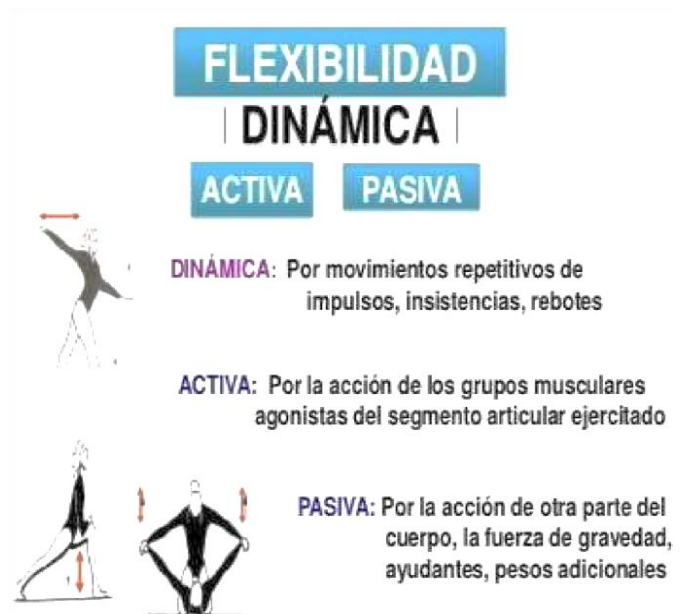 FLEXIBILIDAD
DINÁMICA
ACTIVA PASIVA
DINÁMICA: Por movimientos repetitivos de
impulsos, insistencias, rebotes
ACTIVA: Por la acción de los grupos musculares
agonistas del segmento articular ejercitado
PASIVA: Por la acción de otra parte del
cuerpo, la fuerza de gravedad,
ayudantes, pesos adicionales